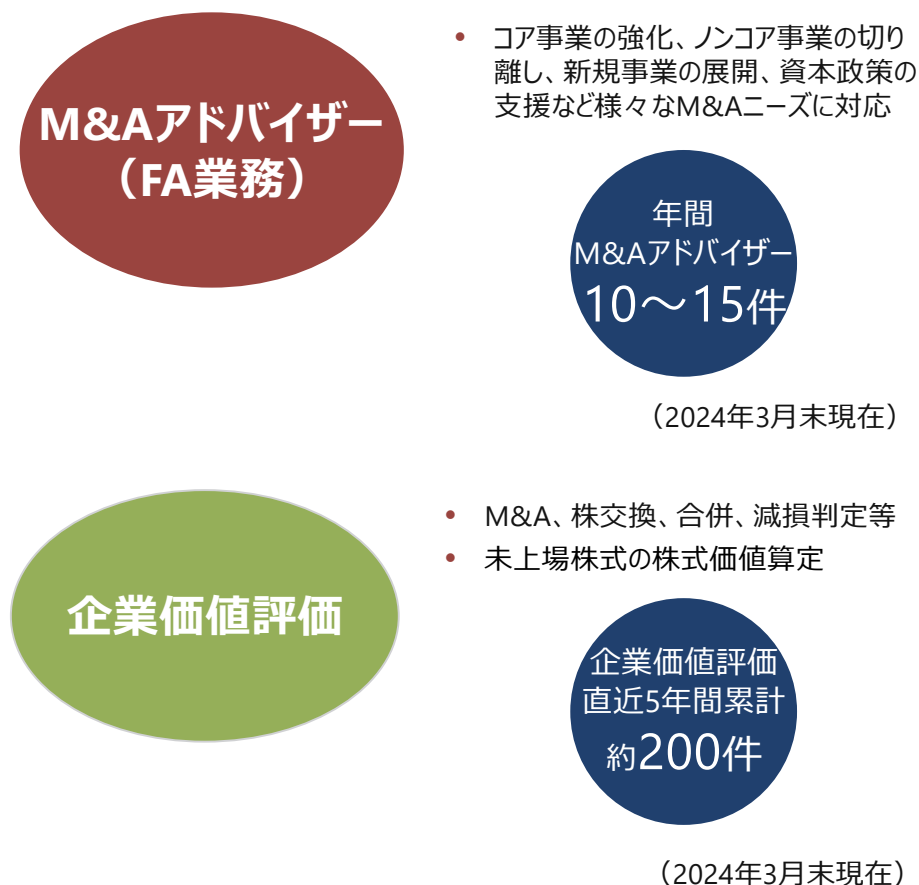 M&Aアドバイザー
（FA業務）
• コア事業の強化、ノンコア事業の切り
離し、新規事業の展開、資本政策の
支援など様々なM&Aニーズに対応
年間
M&Aアドバイザー
10～15件
（2024年3月末現在）
企業価値評価
• M&A、株交換、合併、減損判定等
• 未上場株式の株式価値算定
企業価値評価
直近5年間累計
約200件
（2024年3月末現在）